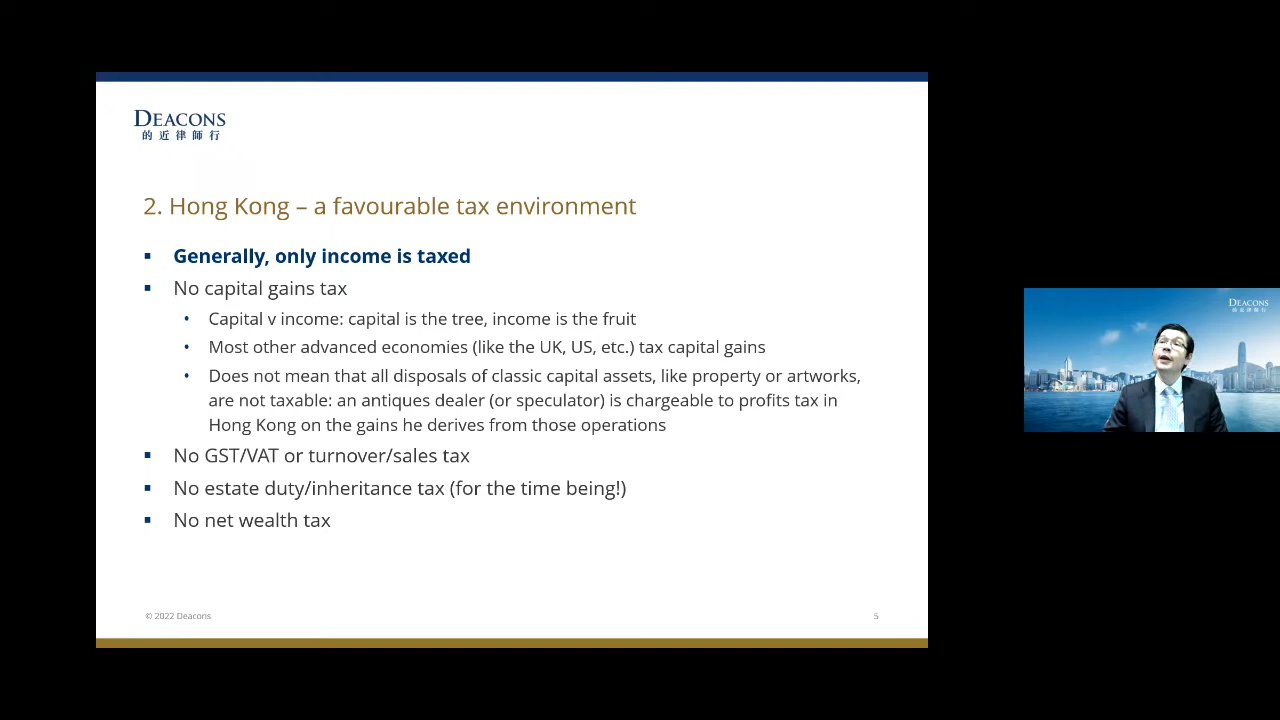 DEACONS
的近律師行
2. Hong Kong – a favourable tax environment
▪ Generally, only income is taxed
▪ No capital gains tax
• Capital v income: capital is the tree, income is the fruit
• Most other advanced economies (like the UK, US, etc.) tax capital gains
• Does not mean that all disposals of classic capital assets, like property or artworks,
are not taxable: an antiques dealer (or speculator) is chargeable to profits tax in
Hong Kong on the gains he derives from those operations
▪ No GST/VAT or turnover/sales tax
▪ No estate duty/inheritance tax (for the time being!)
▪ No net wealth tax
© 2022 Deacons
5
DEACONS
的近律師行